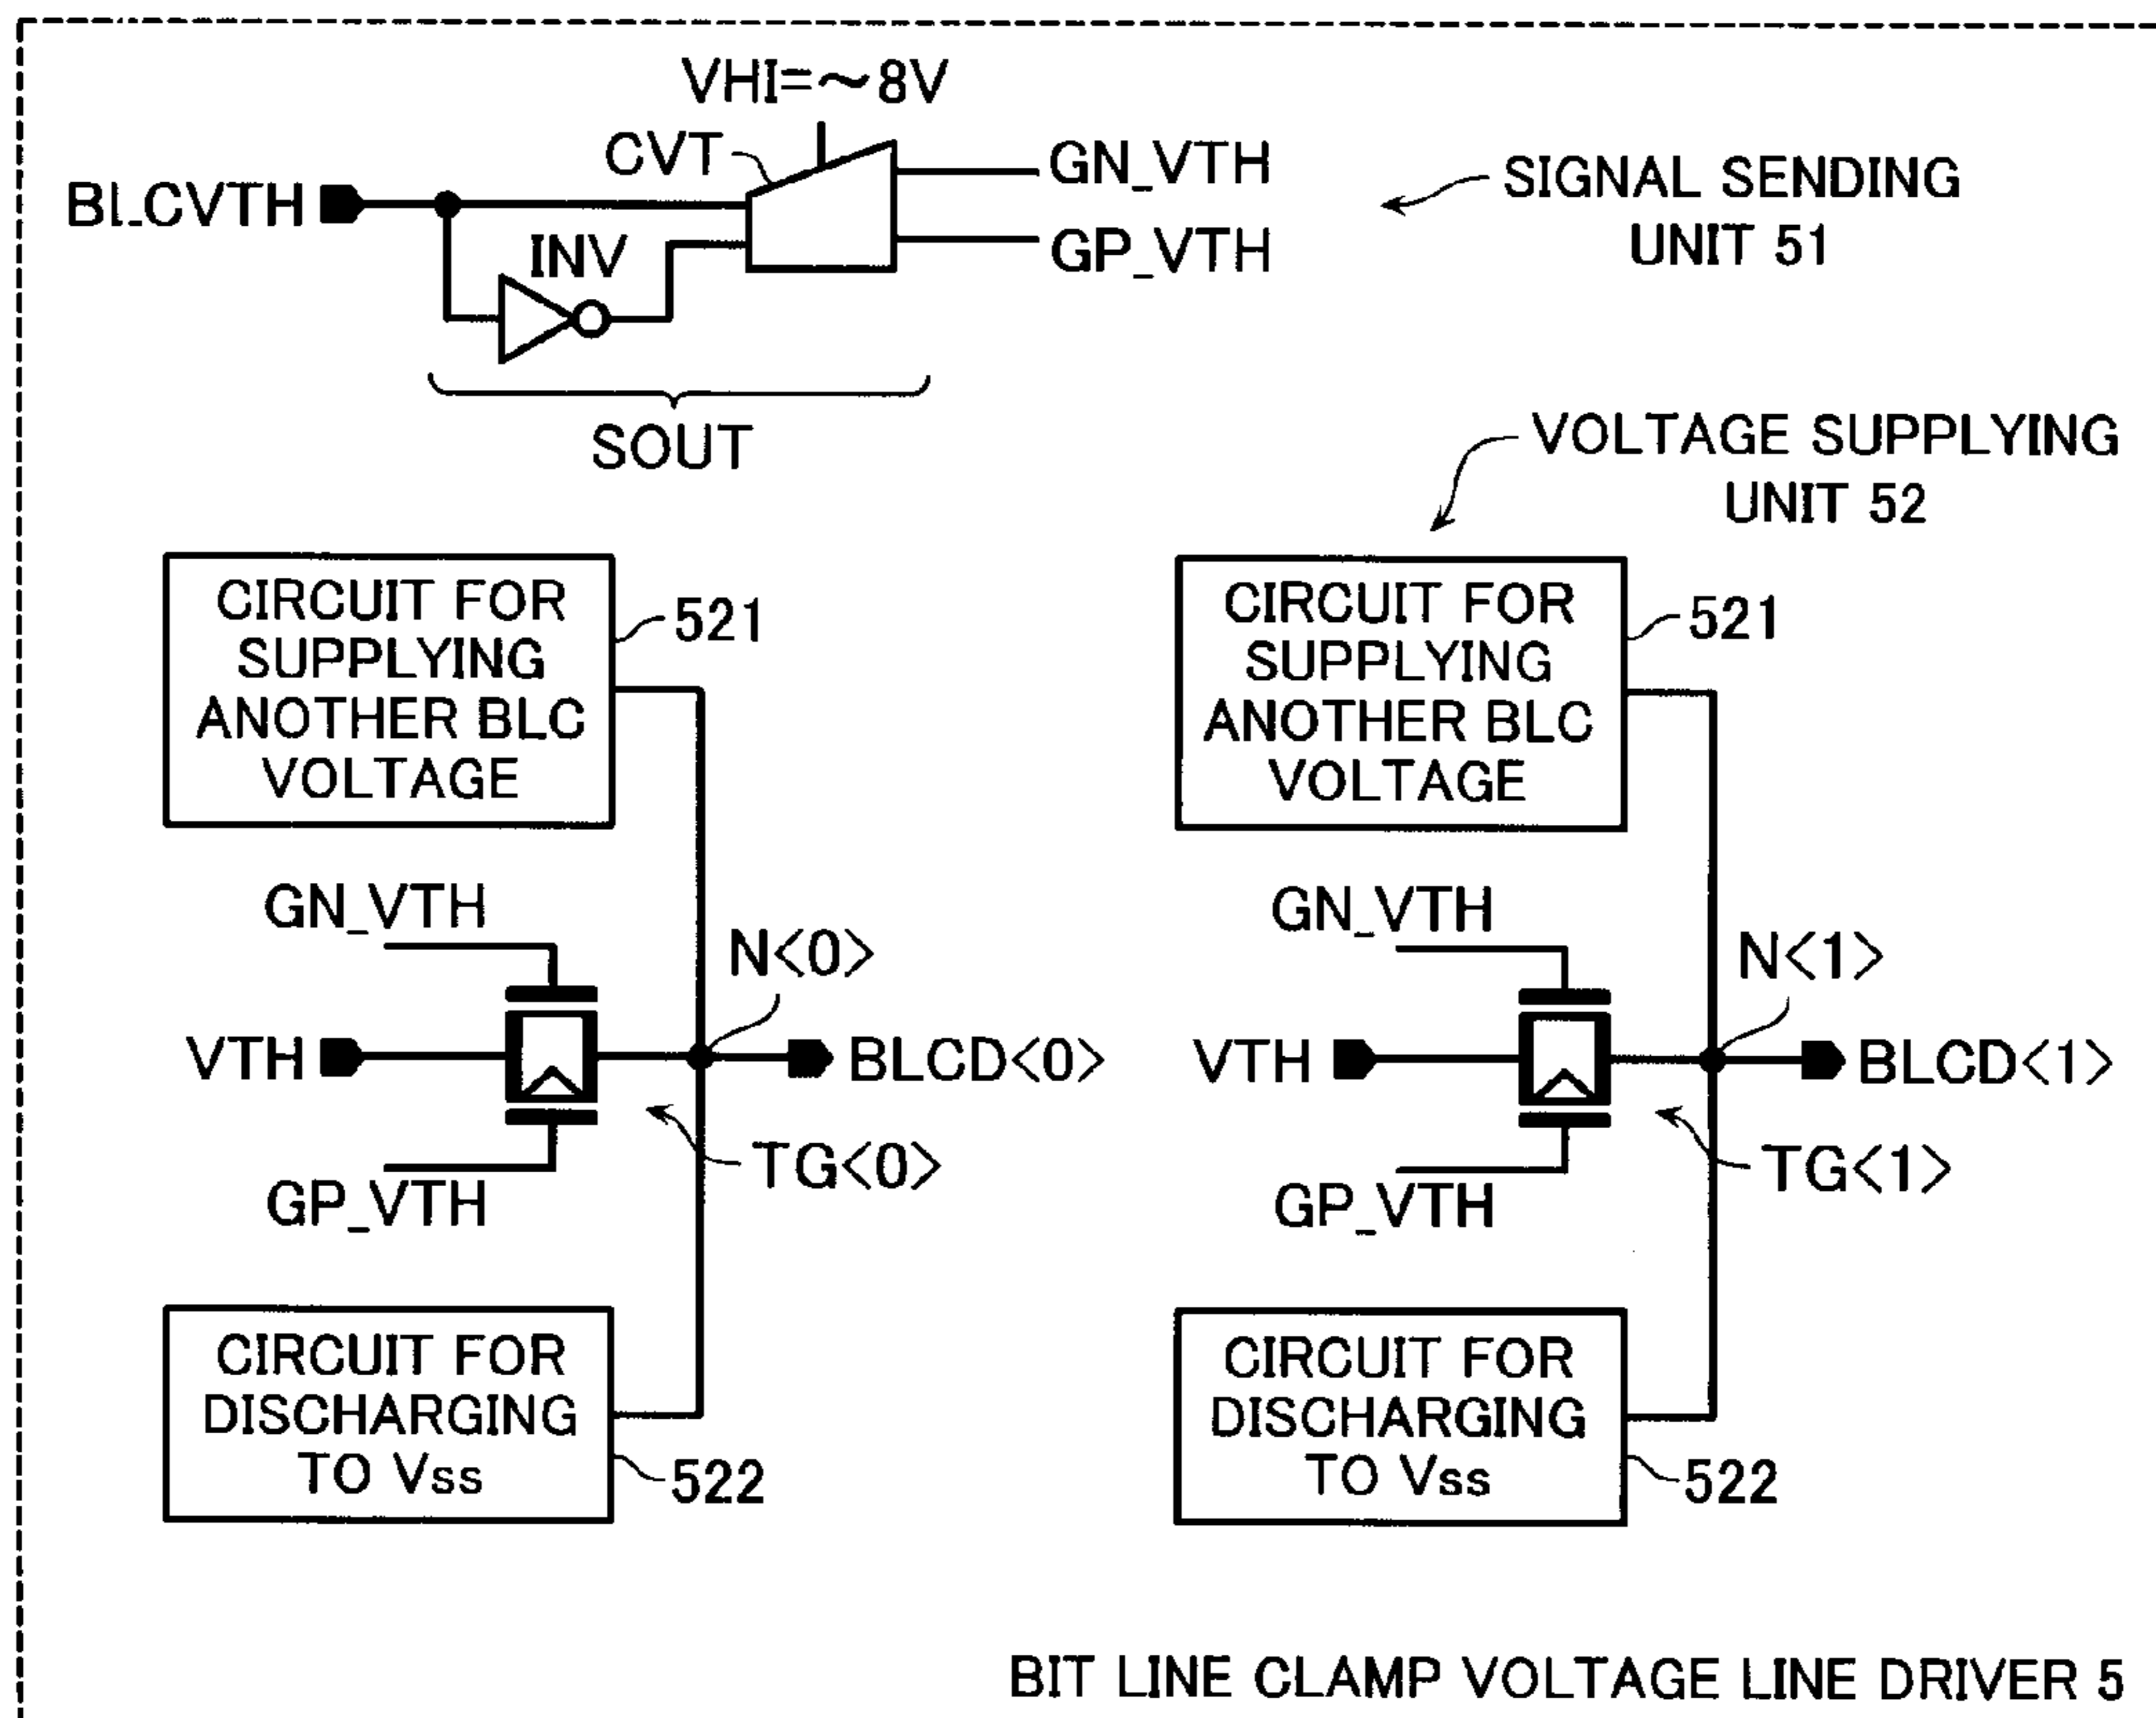 VHI=~8V
CVT
GN_VTH
BLCVTH
GP_VTH
INV
SOUT
SIGNAL SENDING
UNIT 51
VOLTAGE SUPPLYING
UNIT 52
CIRCUIT FOR
SUPPLYING
ANOTHER BLC
VOLTAGE
521
GN_VTH
N<0>
VTH
BLCD<0>
TG<0>
GP_VTH
CIRCUIT FOR
DISCHARGING
TO Vss
522
CIRCUIT FOR
SUPPLYING
ANOTHER BLC
VOLTAGE
521
GN_VTH
N<1>
VTH
BLCD<1>
TG<1>
GP_VTH
CIRCUIT FOR
DISCHARGING
TO Vss
522
BIT LINE CLAMP VOLTAGE LINE DRIVER 5